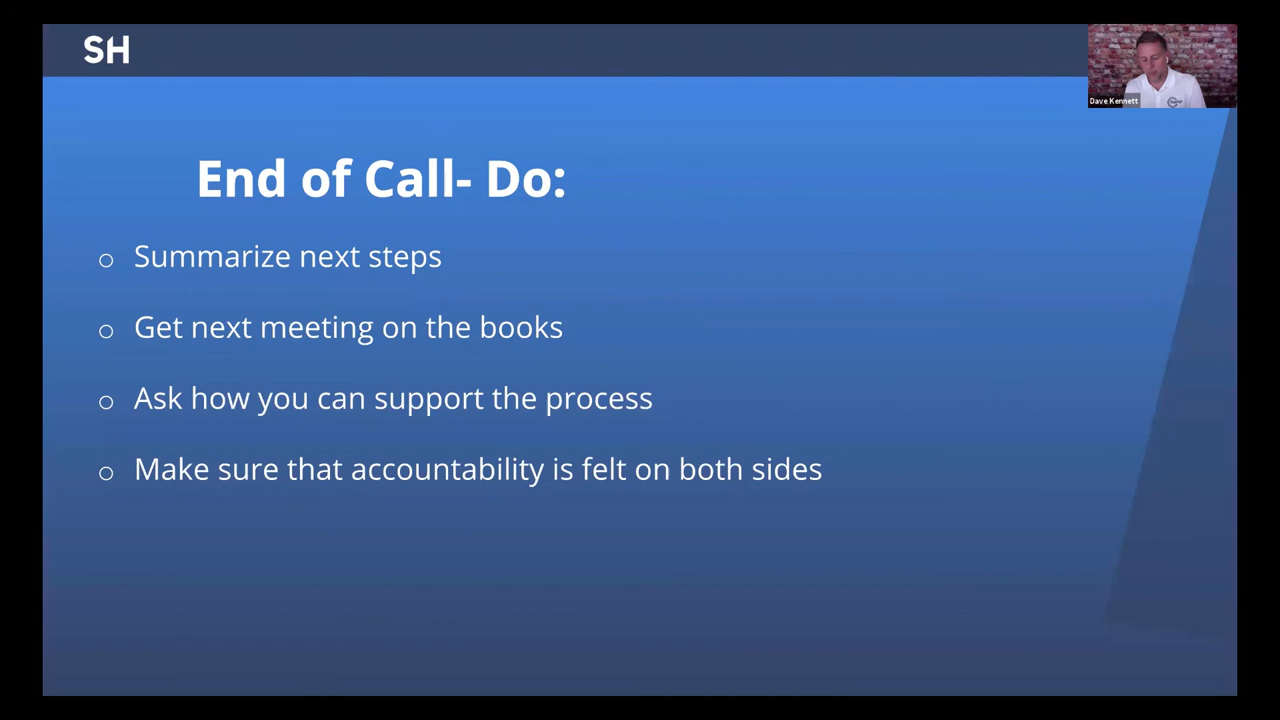 SH
Dave Kennett
End of Call- Do:
o Summarize next steps
o Get next meeting on the books
o Ask how you can support the process
o Make sure that accountability is felt on both sides